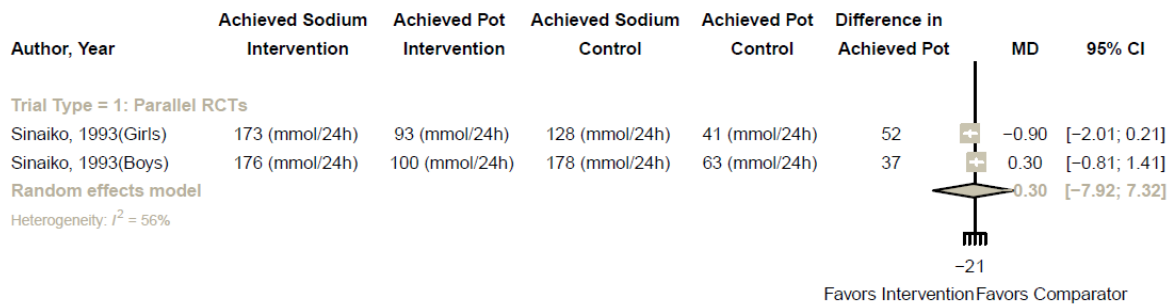 Achieved Sodium Achieved Pot Achieved Sodium Achieved Pot Difference in
Author, Year Intervention Intervention Control Control Achieved Pot MD 95% CI
Trial Type = 1: Parallel RCTs
Sinaiko, 1993(Girls) 173 (mmol/24h) 93 (mmol/24h) 128 (mmol/24h) 41 (mmol/24h) 52 −0.90 [−2.01; 0.21]
Sinaiko, 1993(Boys) 176 (mmol/24h) 100 (mmol/24h) 178 (mmol/24h) 63 (mmol/24h) 37 0.30 [−0.81; 1.41]
Random effects model −0.30 [−7.92; 7.32]
Heterogeneity: I² = 56%
−21
Favors Intervention Favors Comparator